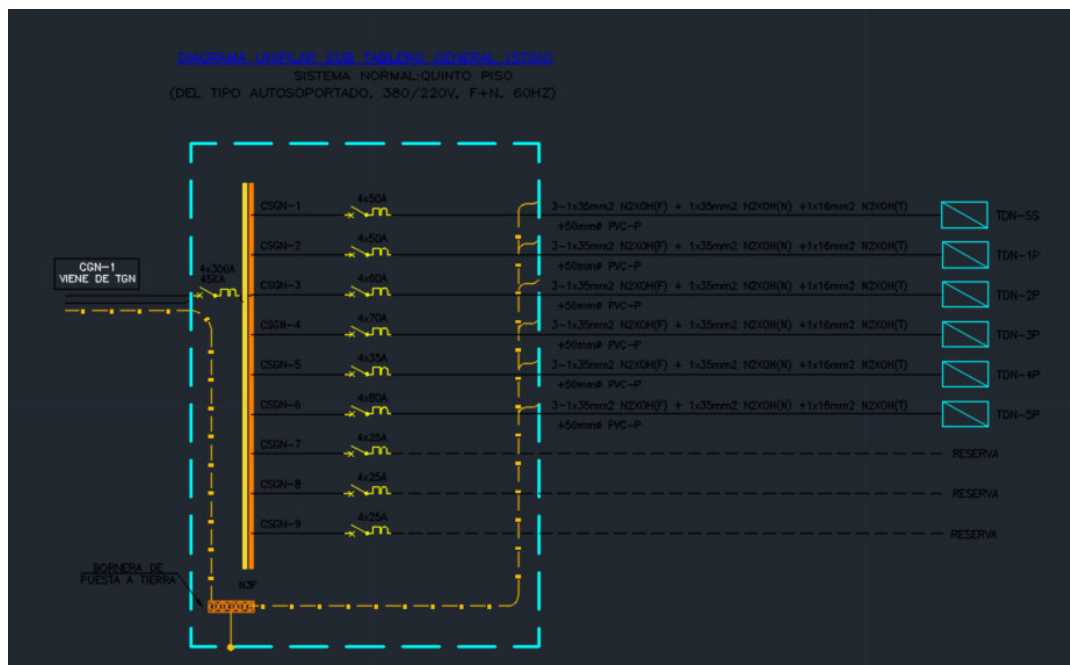 DIAGRAMA UNIFILAR SUB TABLERO GENERAL (STGN)
SISTEMA NORMAL:QUINTO PISO
(DEL TIPO AUTOSOPORTADO, 380/220V, F+N, 60HZ)
CGN-1
VIENE DE TGN
4x300A
45KA
CSGN-1
4x50A
3-1x35mm2 N2XOH(F) + 1x35mm2 N2XOH(N) +1x16mm2 N2XOH(T)
+50mmø PVC-P
TDN-SS
CSGN-2
4x50A
3-1x35mm2 N2XOH(F) + 1x35mm2 N2XOH(N) +1x16mm2 N2XOH(T)
+50mmø PVC-P
TDN-1P
CSGN-3
4x60A
3-1x35mm2 N2XOH(F) + 1x35mm2 N2XOH(N) +1x16mm2 N2XOH(T)
+50mmø PVC-P
TDN-2P
CSGN-4
4x70A
3-1x35mm2 N2XOH(F) + 1x35mm2 N2XOH(N) +1x16mm2 N2XOH(T)
+50mmø PVC-P
TDN-3P
CSGN-5
4x35A
3-1x35mm2 N2XOH(F) + 1x35mm2 N2XOH(N) +1x16mm2 N2XOH(T)
+50mmø PVC-P
TDN-4P
CSGN-6
4x80A
3-1x35mm2 N2XOH(F) + 1x35mm2 N2XOH(N) +1x16mm2 N2XOH(T)
+50mmø PVC-P
TDN-5P
CSGN-7
4x25A
RESERVA
CSGN-8
4x25A
RESERVA
CSGN-9
4x25A
RESERVA
BORNERA DE
PUESTA A TIERRA
N3F